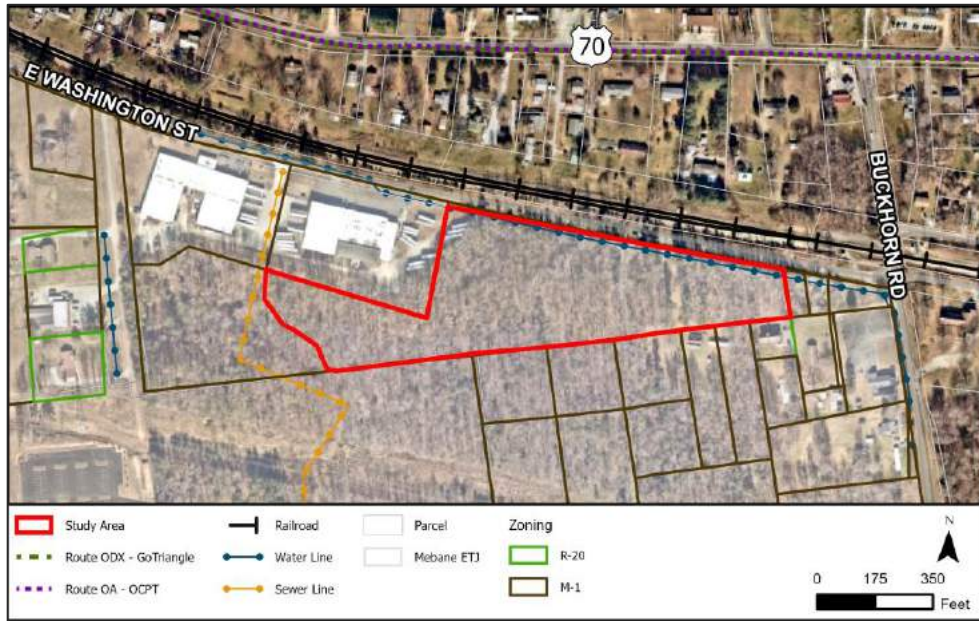 70
E WASHINGTON ST
BUCKHORN RD
Study Area
Route ODX - GoTriangle
Route OA - OCPT
Railroad
Water Line
Sewer Line
Parcel
Mebane ETJ
Zoning
R-20
M-1
N
0 175 350
Feet